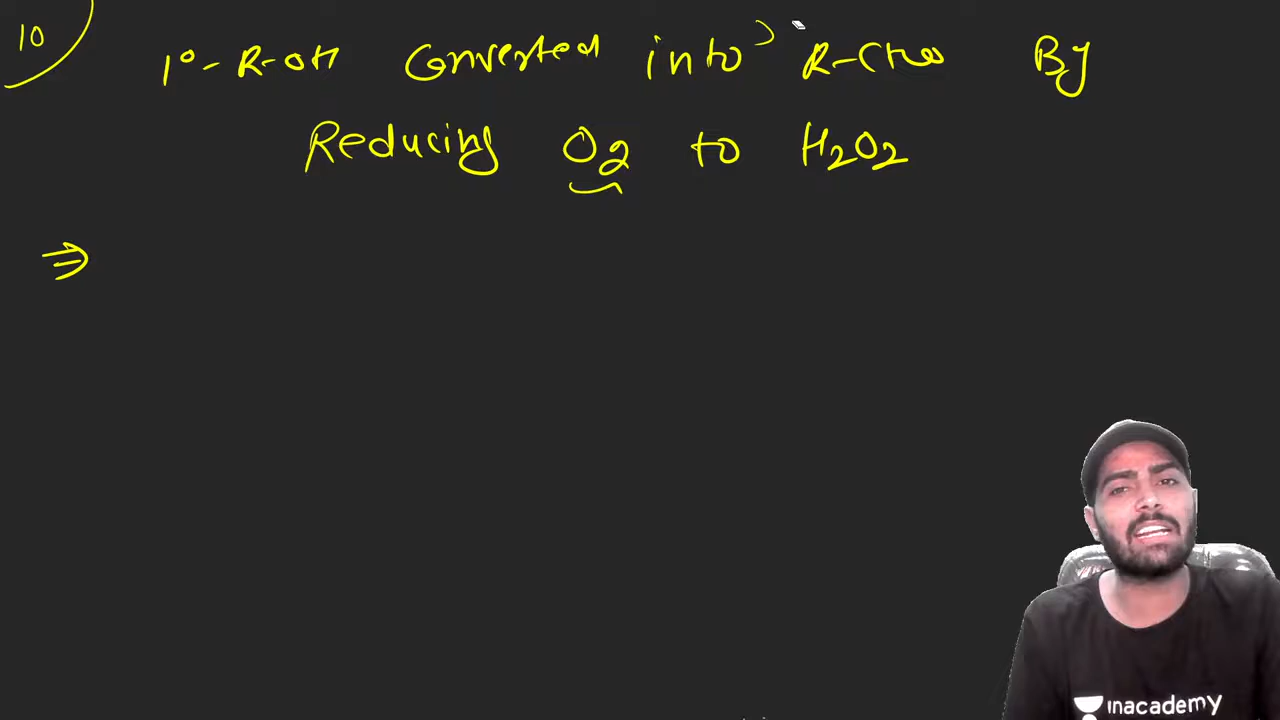 10
1°-R-OH Converted into R-CHO By
Reducing O2 to H2O2
⇒
unacademy